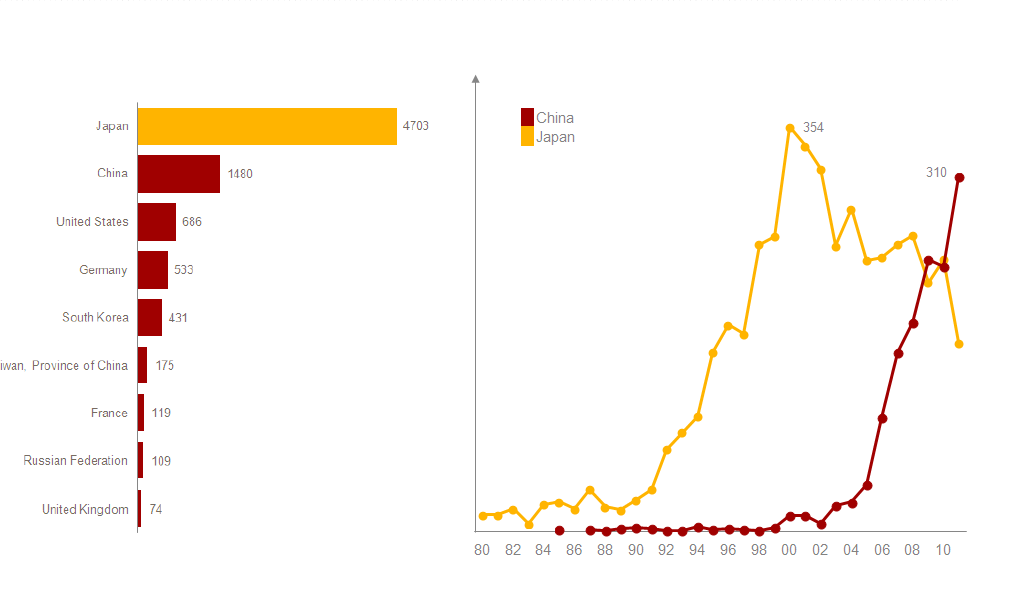 Japan 4703
China 1480
United States 686
Germany 533
South Korea 431
Province of China 175
France 119
Russian Federation 109
United Kingdom 74
China
Japan
354
310
80 82 84 86 88 90 92 94 96 98 00 02 04 06 08 10